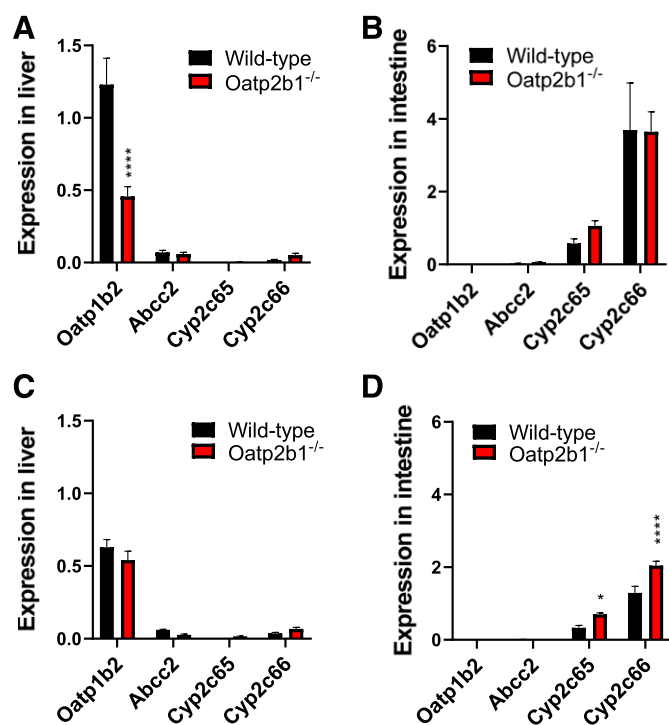 A
Expression in liver
1.5
1.0
0.5
0.0
Wild-type
Oatp2b1-/-
****
Oatp1b2
Abcc2
Cyp2c65
Cyp2c66
B
Expression in intestine
6
4
2
0
Wild-type
Oatp2b1-/-
Oatp1b2
Abcc2
Cyp2c65
Cyp2c66
C
Expression in liver
1.5
1.0
0.5
0.0
Wild-type
Oatp2b1-/-
Oatp1b2
Abcc2
Cyp2c65
Cyp2c66
D
Expression in intestine
6
4
2
0
Wild-type
Oatp2b1-/-
*
****
Oatp1b2
Abcc2
Cyp2c65
Cyp2c66